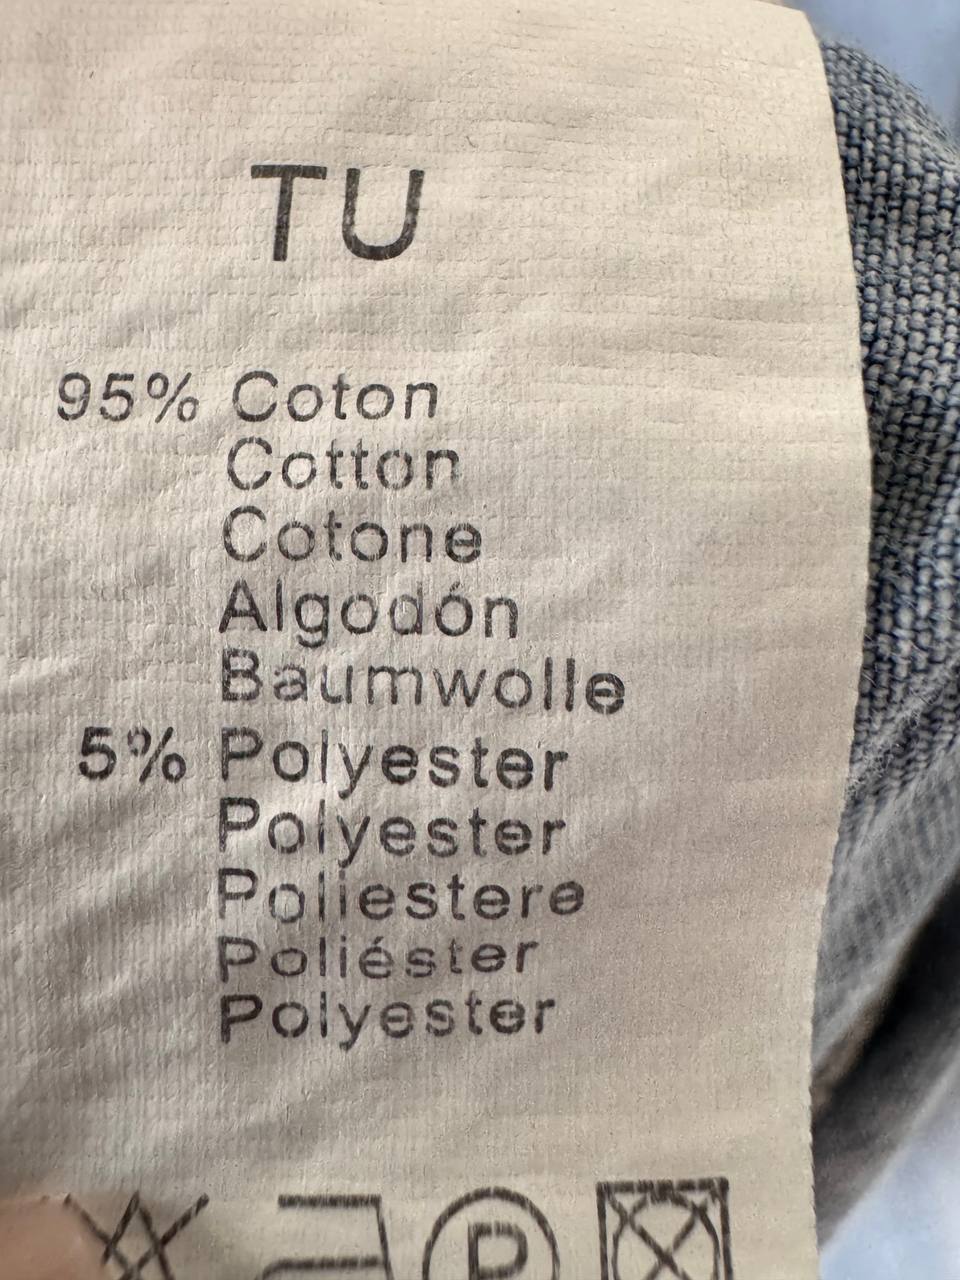 TU
95% Coton
Cotton
Cotone
Algodón
Baumwolle
5% Polyester
Polyester
Poliestere
Poliéster
Polyester
P